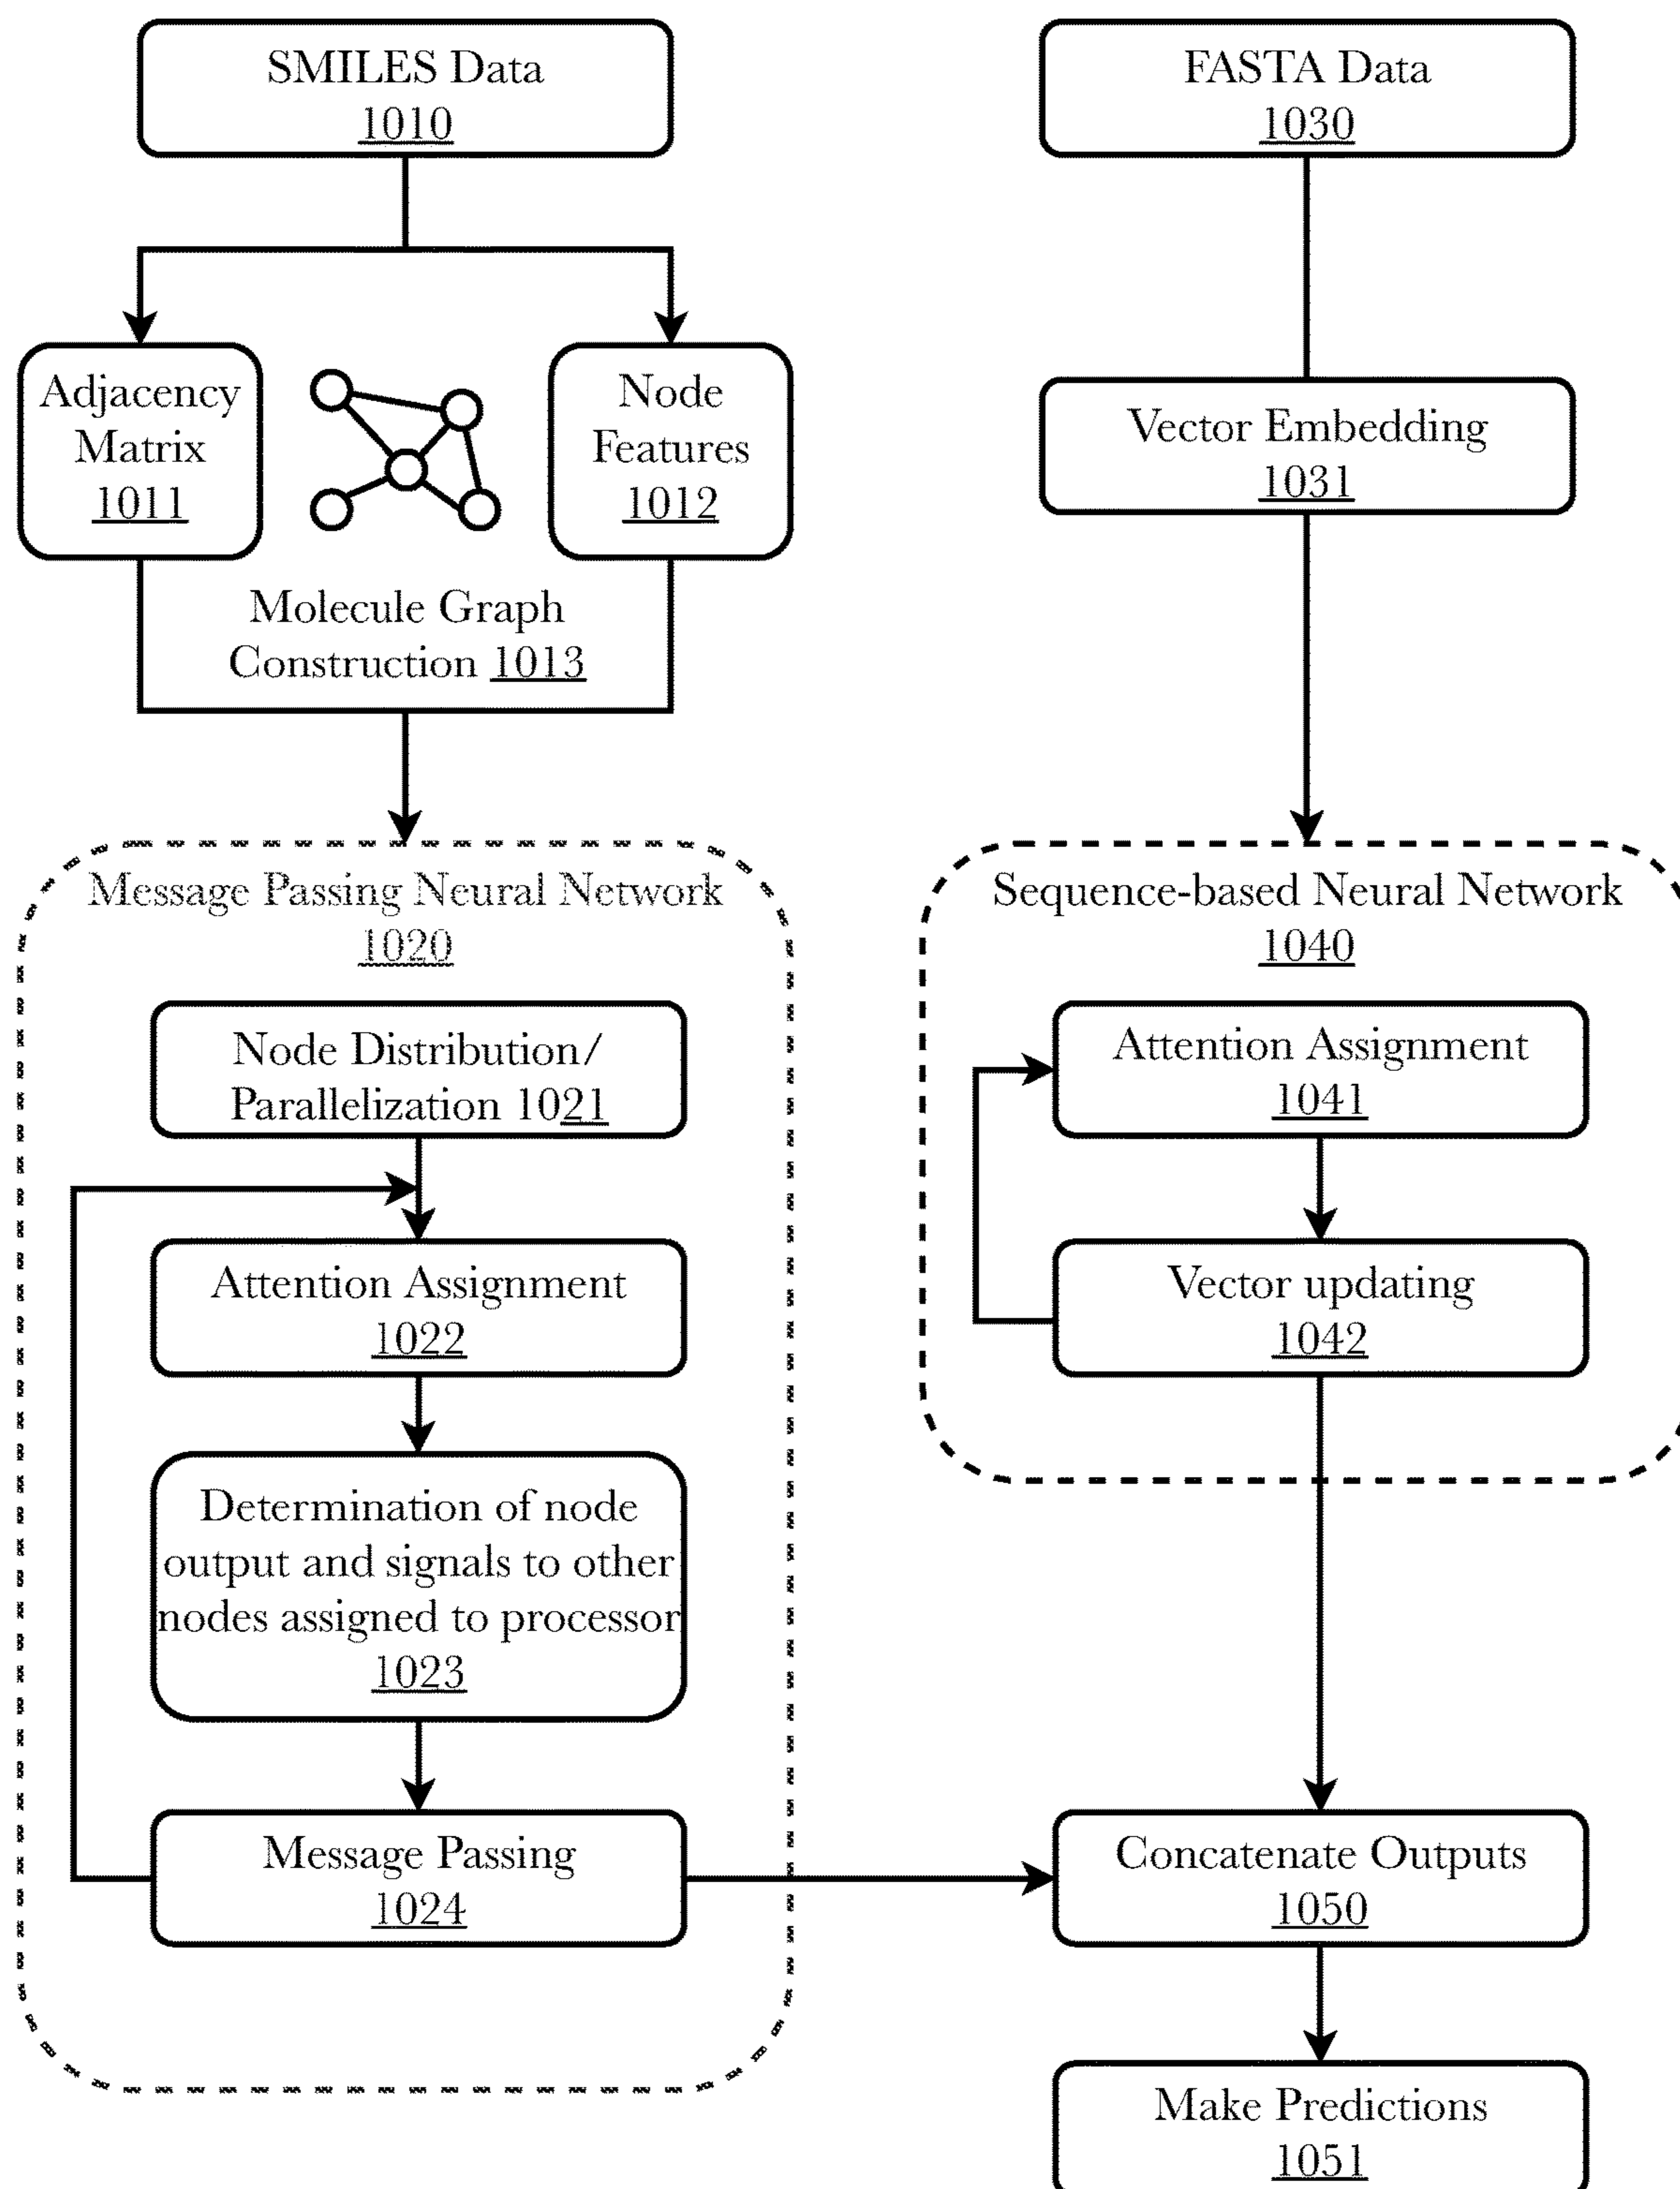 SMILES Data
1010
FASTA Data
1030
Adjacency
Matrix
1011
Node
Features
1012
Molecule Graph
Construction 1013
Vector Embedding
1031
Message Passing Neural Network
1020
Node Distribution/
Parallelization 1021
Attention Assignment
1022
Determination of node
output and signals to other
nodes assigned to processor
1023
Message Passing
1024
Sequence-based Neural Network
1040
Attention Assignment
1041
Vector updating
1042
Concatenate Outputs
1050
Make Predictions
1051